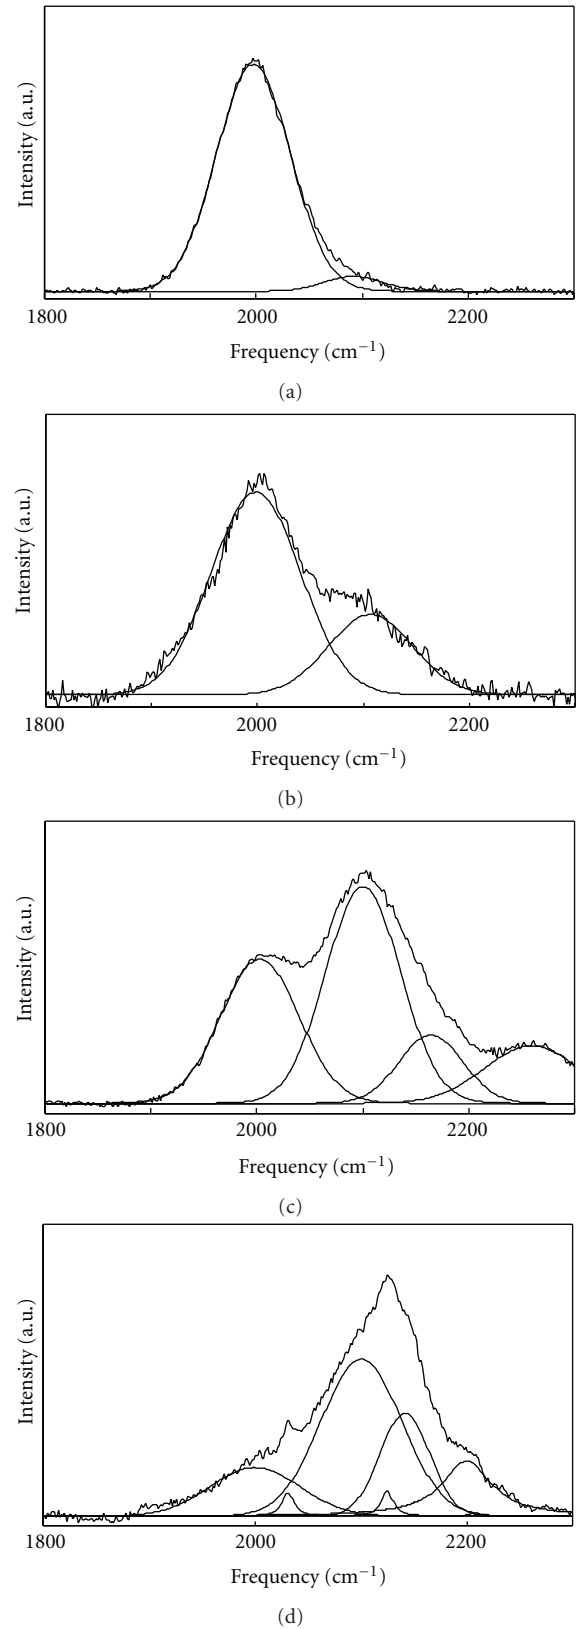 Intensity (a.u.)
1800 2000 2200
Frequency (cm−1)
(a)
Intensity (a.u.)
1800 2000 2200
Frequency (cm−1)
(b)
Intensity (a.u.)
1800 2000 2200
Frequency (cm−1)
(c)
Intensity (a.u.)
1800 2000 2200
Frequency (cm−1)
(d)